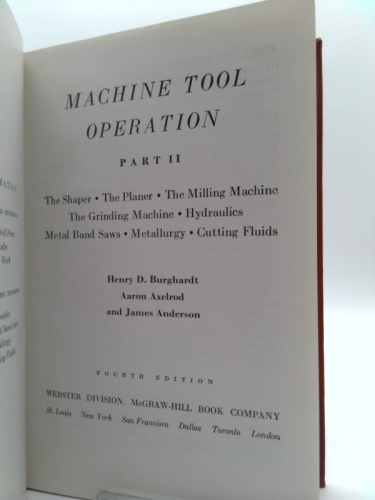 MACHINE TOOL
OPERATION
PART II
The Shaper • The Planer • The Milling Machine
The Grinding Machine • Hydraulics
Metal Band Saws • Metallurgy • Cutting Fluids
Henry D. Burghardt
Aaron Axelrod
and James Anderson
FOURTH EDITION
WEBSTER DIVISION, McGRAW-HILL BOOK COMPANY
St. Louis New York San Francisco Dallas Toronto London